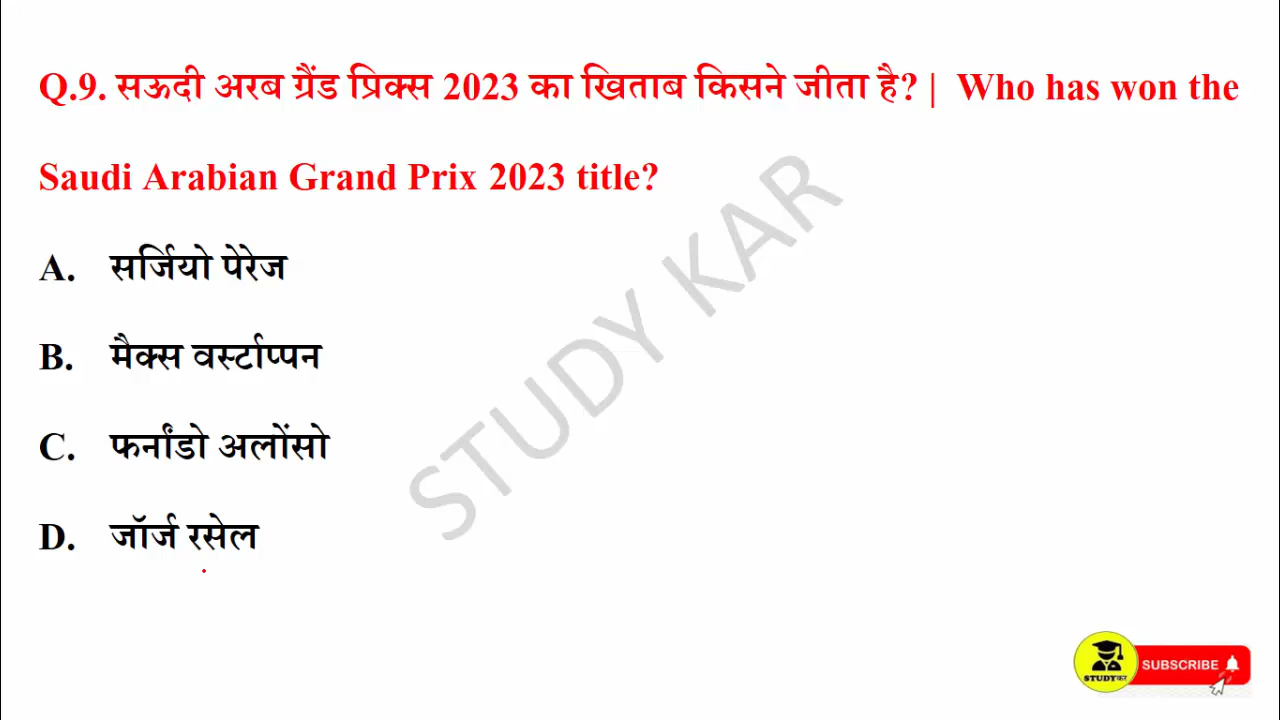 Q.9. सऊदी अरब ग्रैंड प्रिक्स 2023 का खिताब किसने जीता है? | Who has won the
Saudi Arabian Grand Prix 2023 title?
A. सर्जियो पेरेज
B. मैक्स वर्स्टाप्पन
C. फर्नांडो अलोंसो
D. जॉर्ज रसेल
STUDY KAR
STUDYकर
SUBSCRIBE